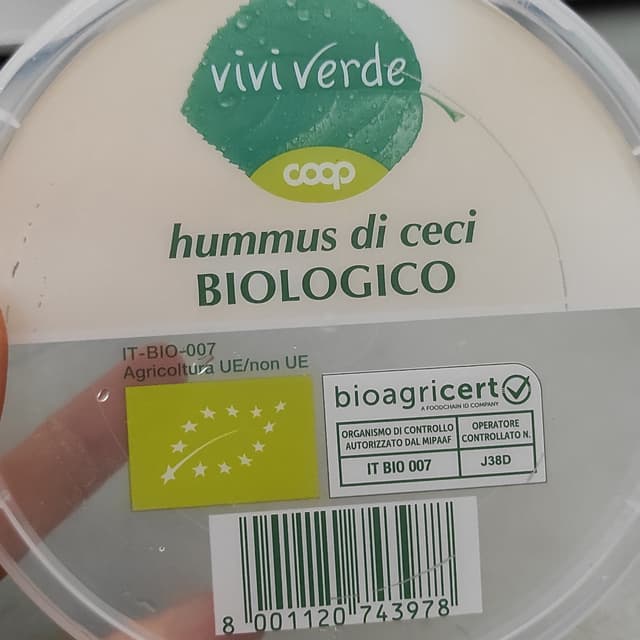 vivi verde
coop
hummus di ceci
BIOLOGICO
IT-BIO-007
Agricoltura UE/non UE
bioagricert
A FOODCHAIN ID COMPANY
ORGANISMO DI CONTROLLO
AUTORIZZATO DAL MIPAAF
IT BIO 007
OPERATORE
CONTROLLATO N.
J38D
8 001120 743978